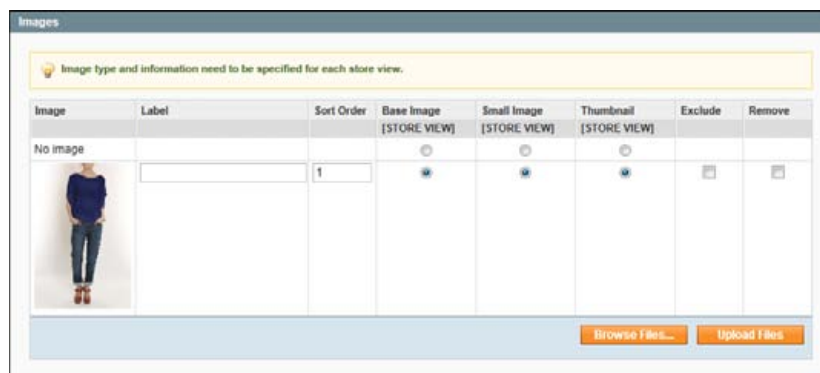 Images
Image type and information need to be specified for each store view.
Image Label Sort Order Base Image Small Image Thumbnail Exclude Remove
[STORE VIEW] [STORE VIEW] [STORE VIEW]
No image
1
Browse Files... Upload Files